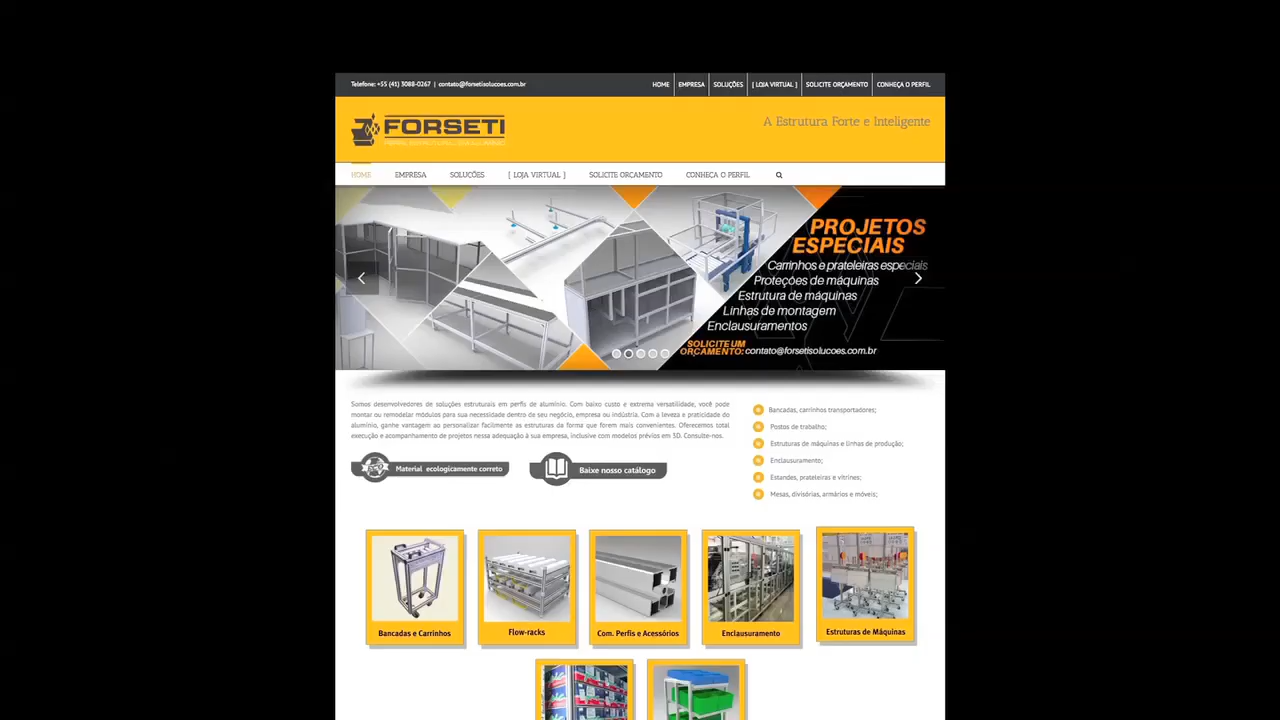 Telefone: +55 (41) 3088-0267 | contato@forsetisolucoes.com.br
HOME
EMPRESA
SOLUÇÕES
[ LOJA VIRTUAL ]
SOLICITE ORÇAMENTO
CONHEÇA O PERFIL
FORSETI
A Estrutura Forte e Inteligente
HOME
EMPRESA
SOLUÇÕES
[ LOJA VIRTUAL ]
SOLICITE ORÇAMENTO
CONHEÇA O PERFIL
PROJETOS
ESPECIAIS
Carrinhos e prateleiras especiais
Proteções de máquinas
Estrutura de máquinas
Linhas de montagem
Enclausuramentos
SOLICITE UM
ORÇAMENTO: contato@forsetisolucoes.com.br
Somos desenvolvedores de soluções estruturais em perfis de alumínio. Com baixo custo e extrema versatilidade, você pode
montar ou remodelar módulos para sua necessidade dentro de seu negócio, empresa ou indústria. Com a leveza e praticidade do
alumínio, ganhe vantagem ao personalizar facilmente as estruturas da forma que forem mais convenientes. Oferecemos total
execução e acompanhamento de projetos nessa adequação à sua empresa, inclusive com modelos prévios em 3D. Consulte-nos.
Material ecologicamente correto
Baixe nosso catálogo
Bancadas, carrinhos transportadores;
Postos de trabalho;
Estruturas de máquinas e linhas de produção;
Enclausuramento;
Estandes, prateleiras e vitrines;
Mesas, divisórias, armários e móveis;
Bancadas e Carrinhos
Flow-racks
Com. Perfis e Acessórios
Enclausuramento
Estruturas de Máquinas